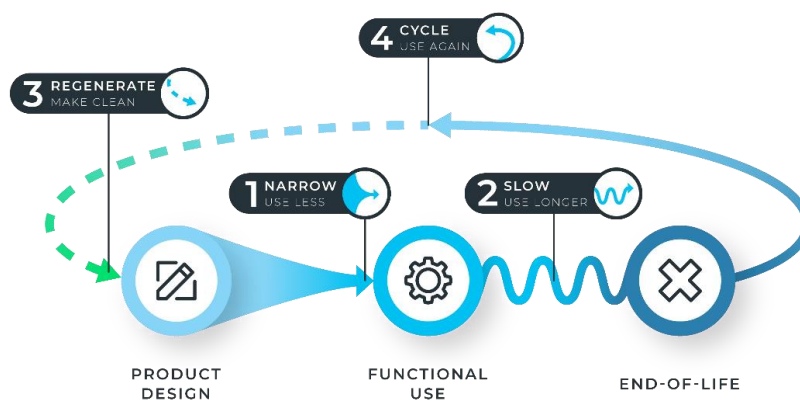 4 CYCLE
USE AGAIN
3 REGENERATE
MAKE CLEAN
1 NARROW
USE LESS
2 SLOW
USE LONGER
PRODUCT
DESIGN
FUNCTIONAL
USE
END-OF-LIFE